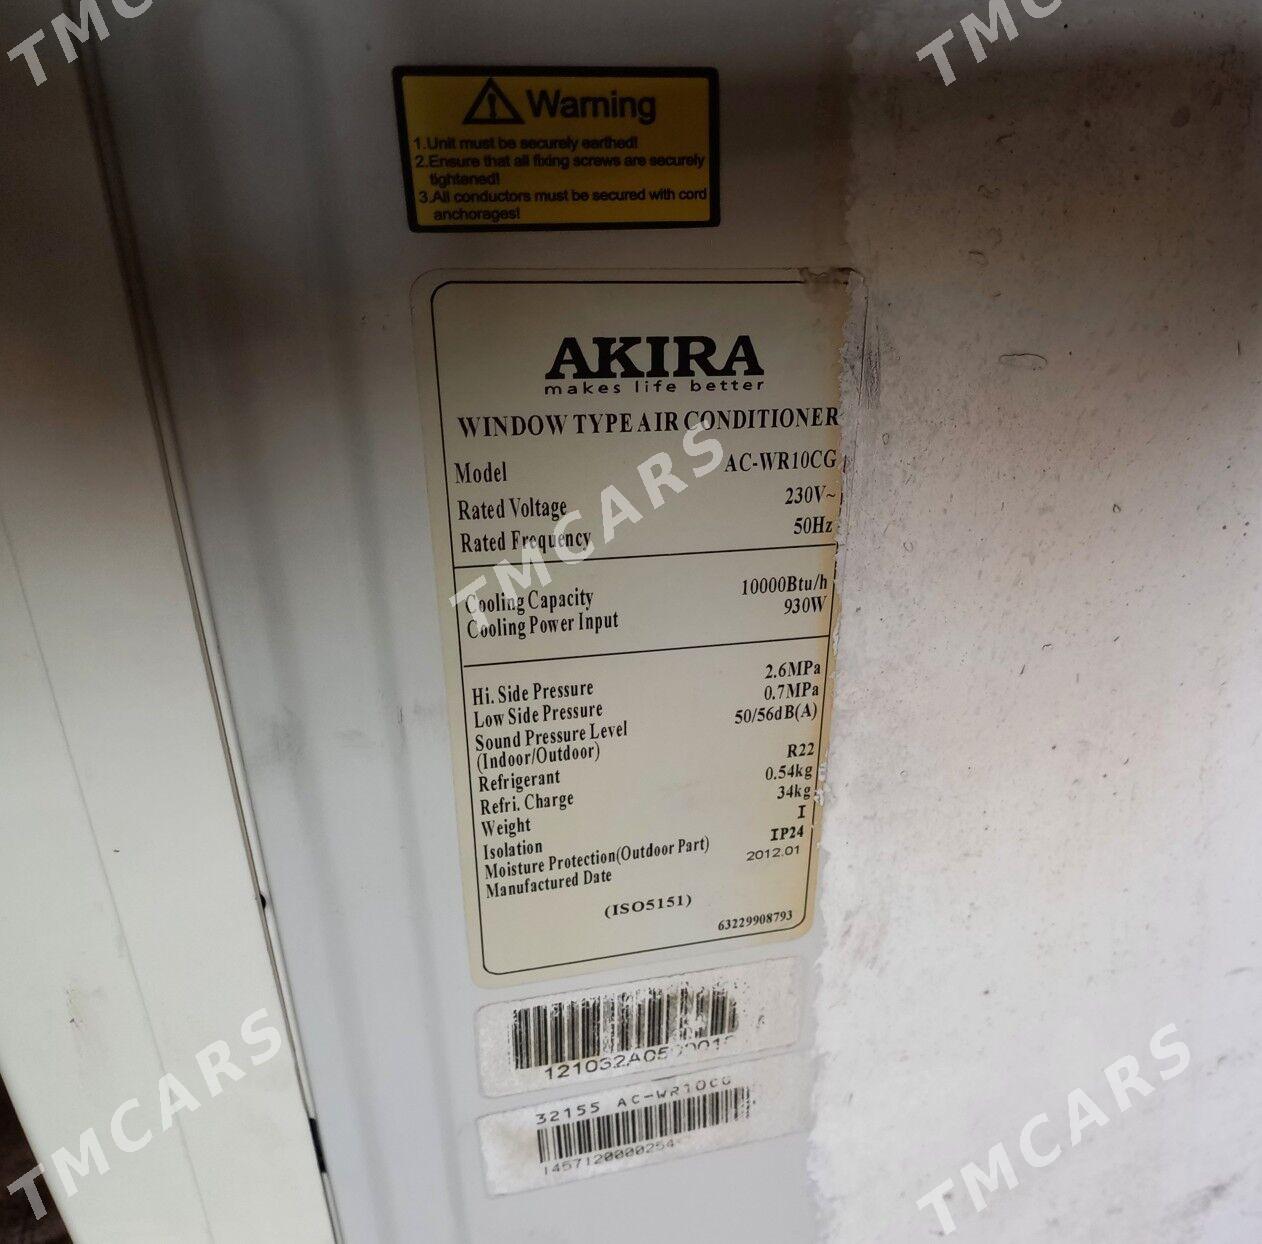 TMCARS
TMCARS
Warning
1.Unit must be securely earthed!
2.Ensure that all fixing screws are securely
tightened!
3.All conductors must be secured with cord
anchorages!
AKIRA
makes life better
WINDOW TYPE AIR CONDITIONER
Model AC-WR10CG
Rated Voltage 230V~
Rated Frequency 50Hz
TMCARS
Cooling Capacity 10000Btu/h
Cooling Power Input 930W
Hi. Side Pressure 2.6MPa
Low Side Pressure 0.7MPa
Sound Pressure Level 50/56dB(A)
(Indoor/Outdoor)
Refrigerant R22
Refri. Charge 0.54kg
Weight 34kg
Isolation I
Moisture Protection(Outdoor Part) IP24
Manufactured Date 2012.01
(ISO5151)
63229908793
32155 AC-WR10CG
TMCARS
TMCARS